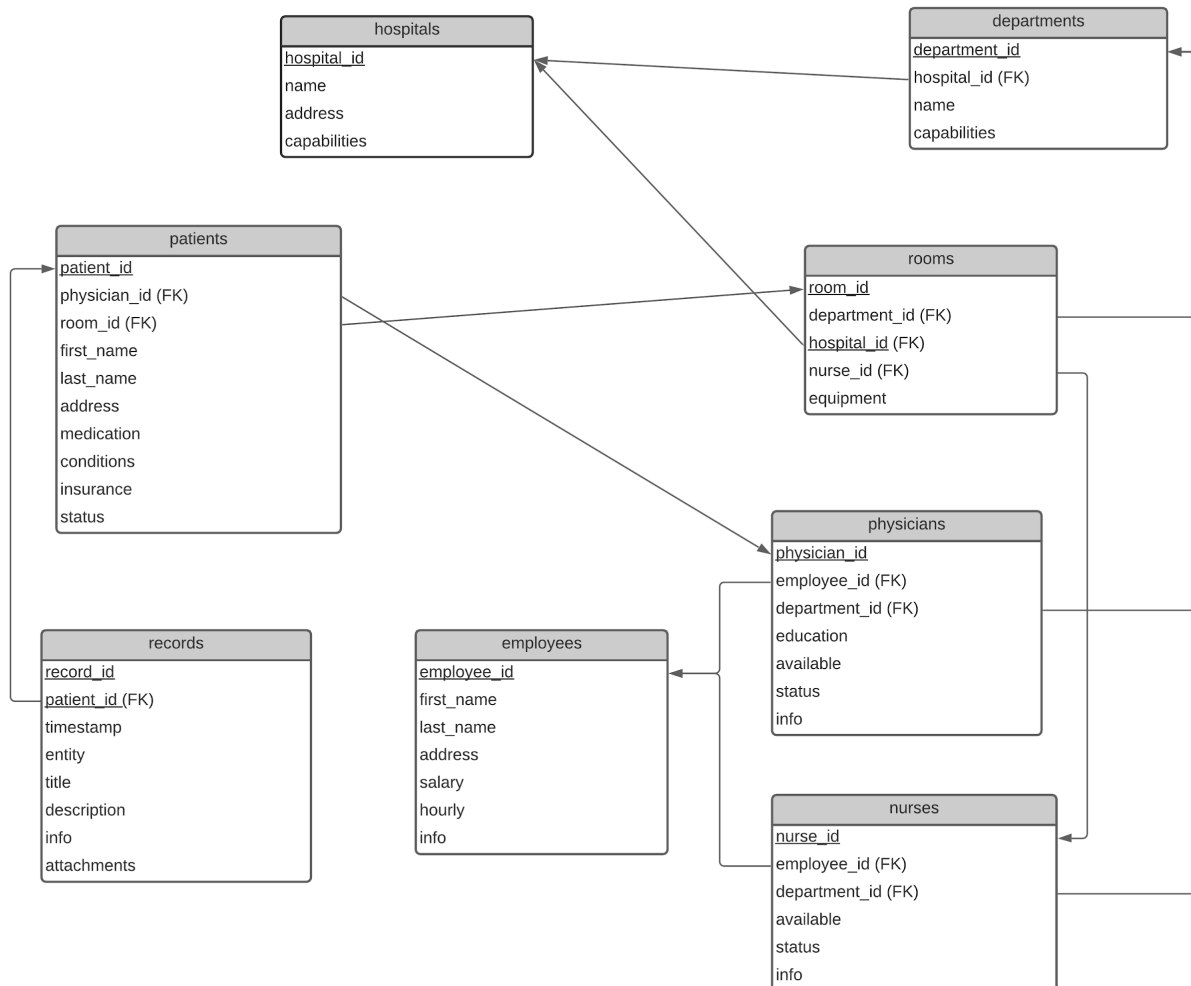 hospitals
hospital_id
name
address
capabilities
departments
department_id
hospital_id (FK)
name
capabilities
patients
patient_id
physician_id (FK)
room_id (FK)
first_name
last_name
address
medication
conditions
insurance
status
rooms
room_id
department_id (FK)
hospital_id (FK)
nurse_id (FK)
equipment
physicians
physician_id
employee_id (FK)
department_id (FK)
education
available
status
info
records
record_id
patient_id (FK)
timestamp
entity
title
description
info
attachments
employees
employee_id
first_name
last_name
address
salary
hourly
info
nurses
nurse_id
employee_id (FK)
department_id (FK)
available
status
info